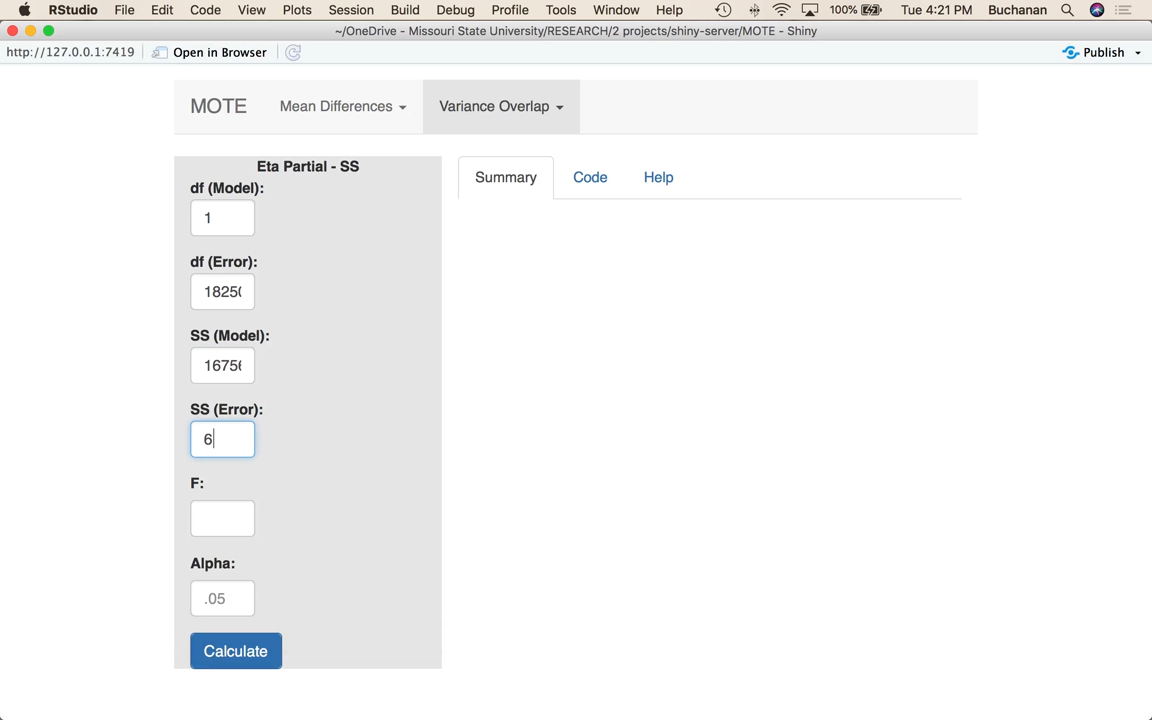 RStudio File Edit Code View Plots Session Build Debug Profile Tools Window Help 100% Tue 4:21 PM Buchanan
~/OneDrive - Missouri State University/RESEARCH/2 projects/shiny-server/MOTE - Shiny
http://127.0.0.1:7419 Open in Browser Publish
MOTE Mean Differences Variance Overlap
Eta Partial - SS
Summary Code Help
df (Model):
1
df (Error):
18250
SS (Model):
16756
SS (Error):
6
F:
Alpha:
.05
Calculate